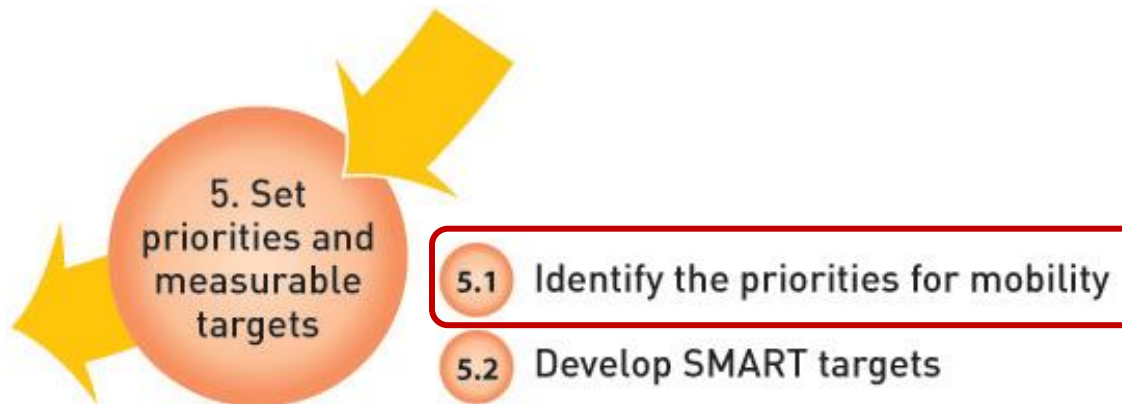 5. Set
priorities and
measurable
targets
5.1 Identify the priorities for mobility
5.2 Develop SMART targets